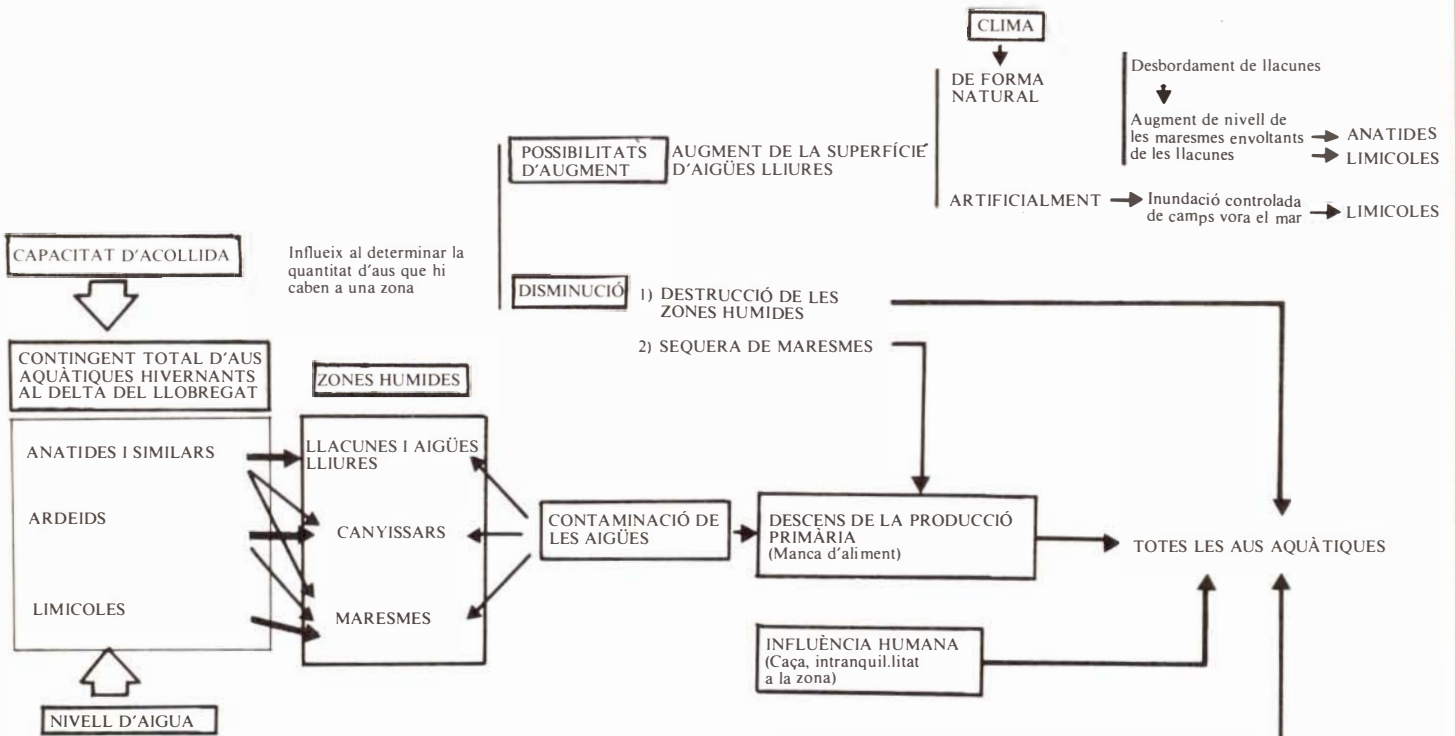 CLIMA
DE FORMA
NATURAL
Desbordament de llacunes
Augment de nivell de
les maresmes envoltants
de les llacunes
ANATIDES
LIMICOLES
POSSIBILITATS
D'AUGMENT
AUGMENT DE LA SUPERFÍCIE
D'AIGÜES LLIURES
ARTIFICIALMENT
Inundació controlada
de camps vora el mar
LIMICOLES
CAPACITAT D'ACOLLIDA
Influeix al determinar la
quantitat d'aus que hi
caben a una zona
DISMINUCIÓ
1) DESTRUCCIÓ DE LES
ZONES HUMIDES
2) SEQUERA DE MARESMES
CONTINGENT TOTAL D'AUS
AQUÀTIQUES HIVERNANTS
AL DELTA DEL LLOBREGAT
ZONES HUMIDES
ANATIDES I SIMILARS
ARDEIDS
LIMICOLES
LLACUNES I AIGÜES
LLIURES
CANYISSARS
MARESMES
CONTAMINACIÓ DE
LES AIGÜES
DESCENS DE LA PRODUCCIÓ
PRIMÀRIA
(Manca d'aliment)
TOTES LES AUS AQUÀTIQUES
INFLUÈNCIA HUMANA
(Caça, intranquil.litat
a la zona)
NIVELL D'AIGUA